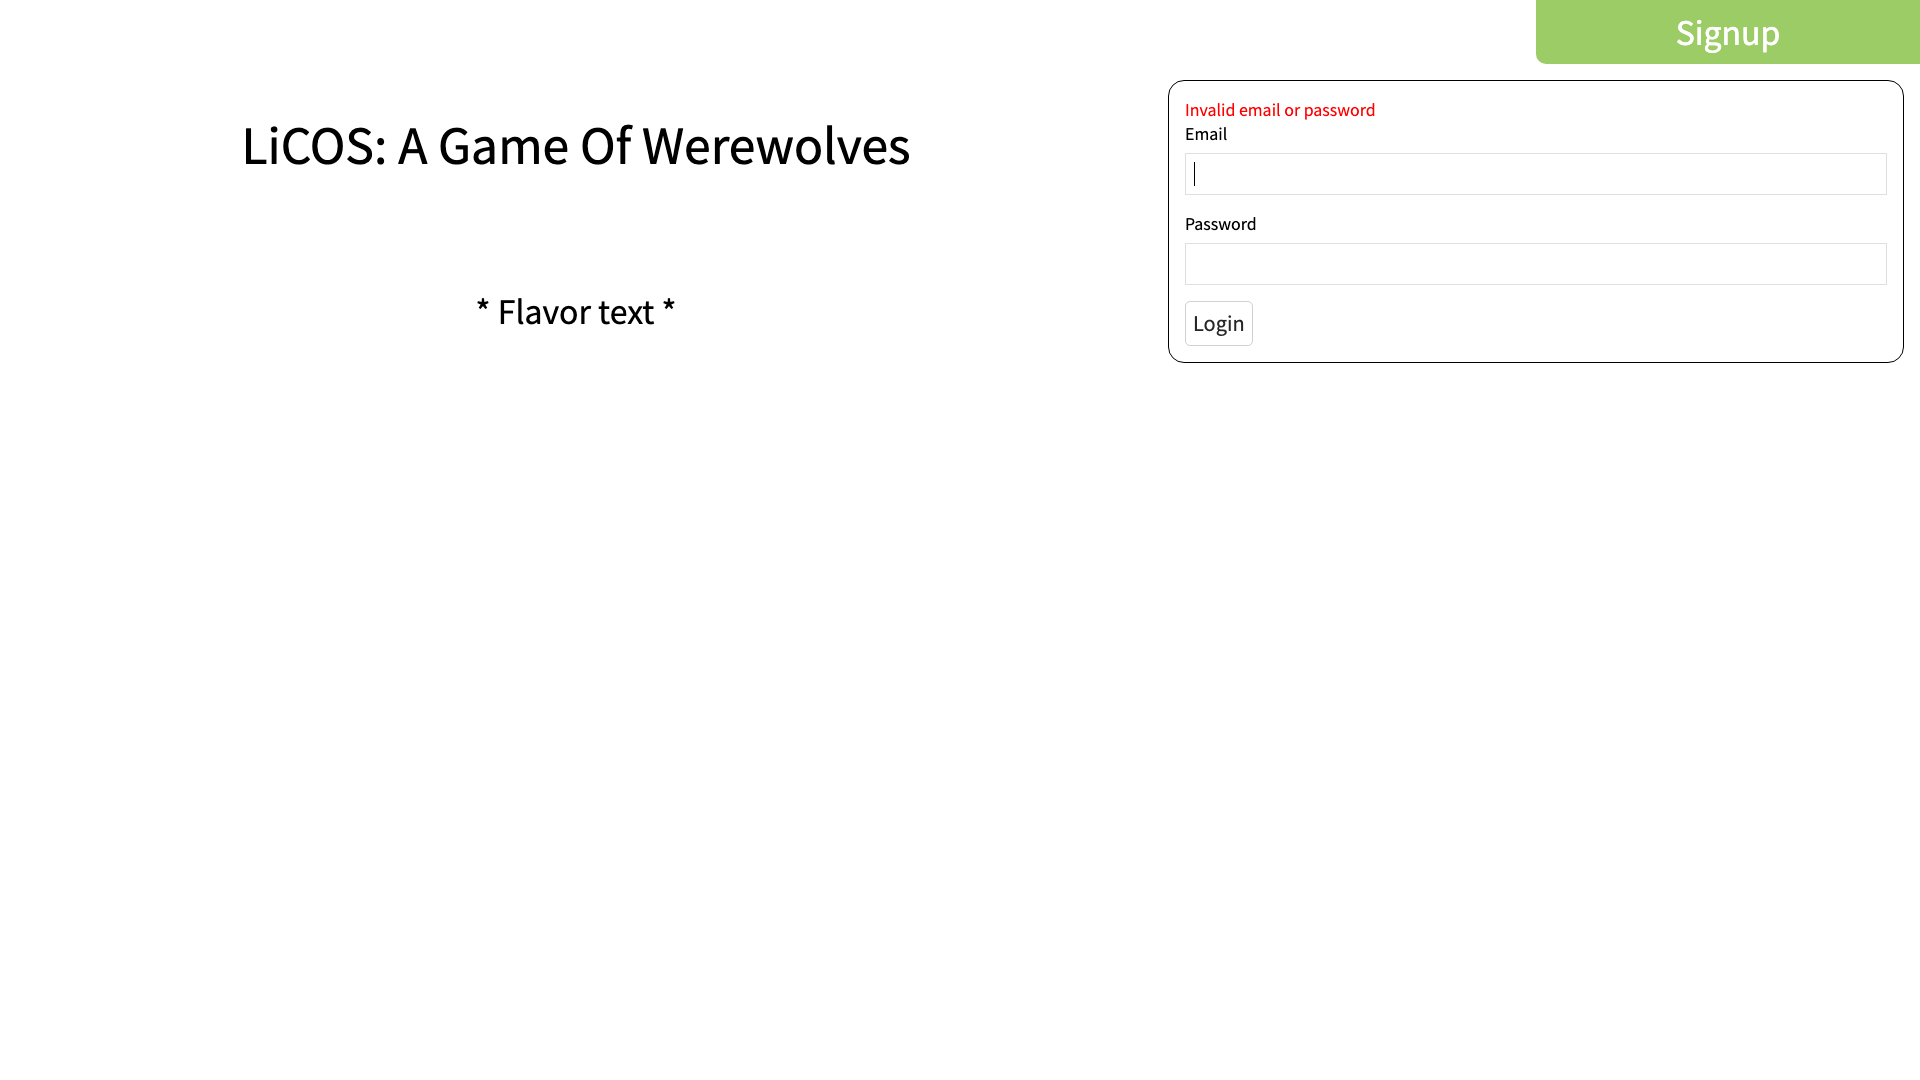 Signup
LiCOS: A Game Of Werewolves
* Flavor text *
Invalid email or password
Email
Password
Login